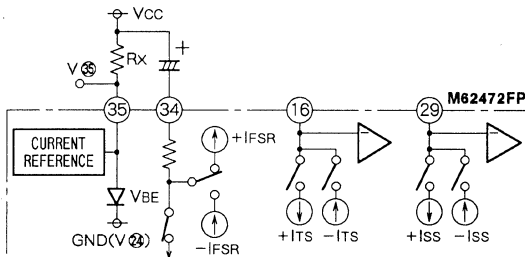 VCC
RX
+
V㉟
35
34
16
29
M62472FP
CURRENT
REFERENCE
+IFSR
VBE
GND(V㉔)
-IFSR
+ITS
-ITS
+ISS
-ISS